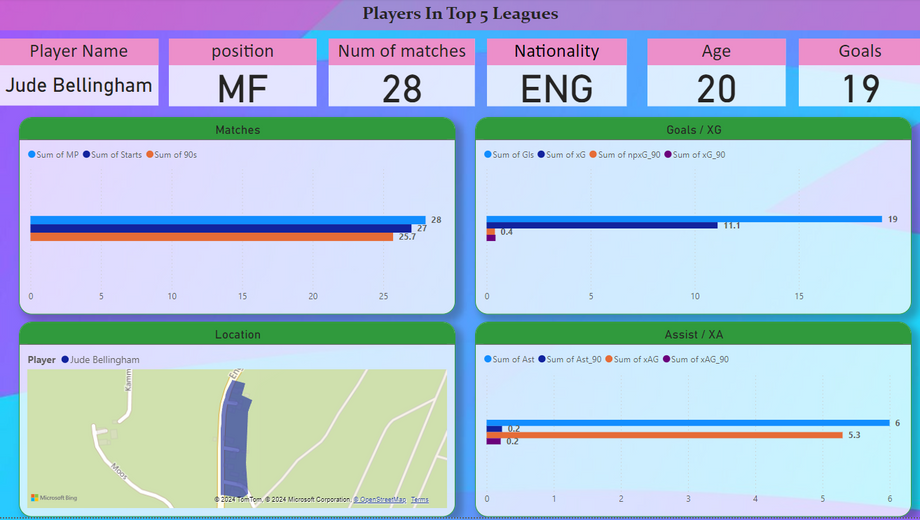 Players In Top 5 Leagues
Player Name
Jude Bellingham
position
MF
Num of matches
28
Nationality
ENG
Age
20
Goals
19
Matches
Sum of MP Sum of Starts Sum of 90s
28
27
25.7
0 5 10 15 20 25
Goals / XG
Sum of Gls Sum of xG Sum of npxG_90 Sum of xG_90
19
11.1
0.4
0 5 10 15
Location
Player Jude Bellingham
Kamm
Moos
Microsoft Bing
© 2024 TomTom, © 2024 Microsoft Corporation, © OpenStreetMap Terms
Assist / XA
Sum of Ast Sum of Ast_90 Sum of xAG Sum of xAG_90
6
0.2
5.3
0.2
0 1 2 3 4 5 6